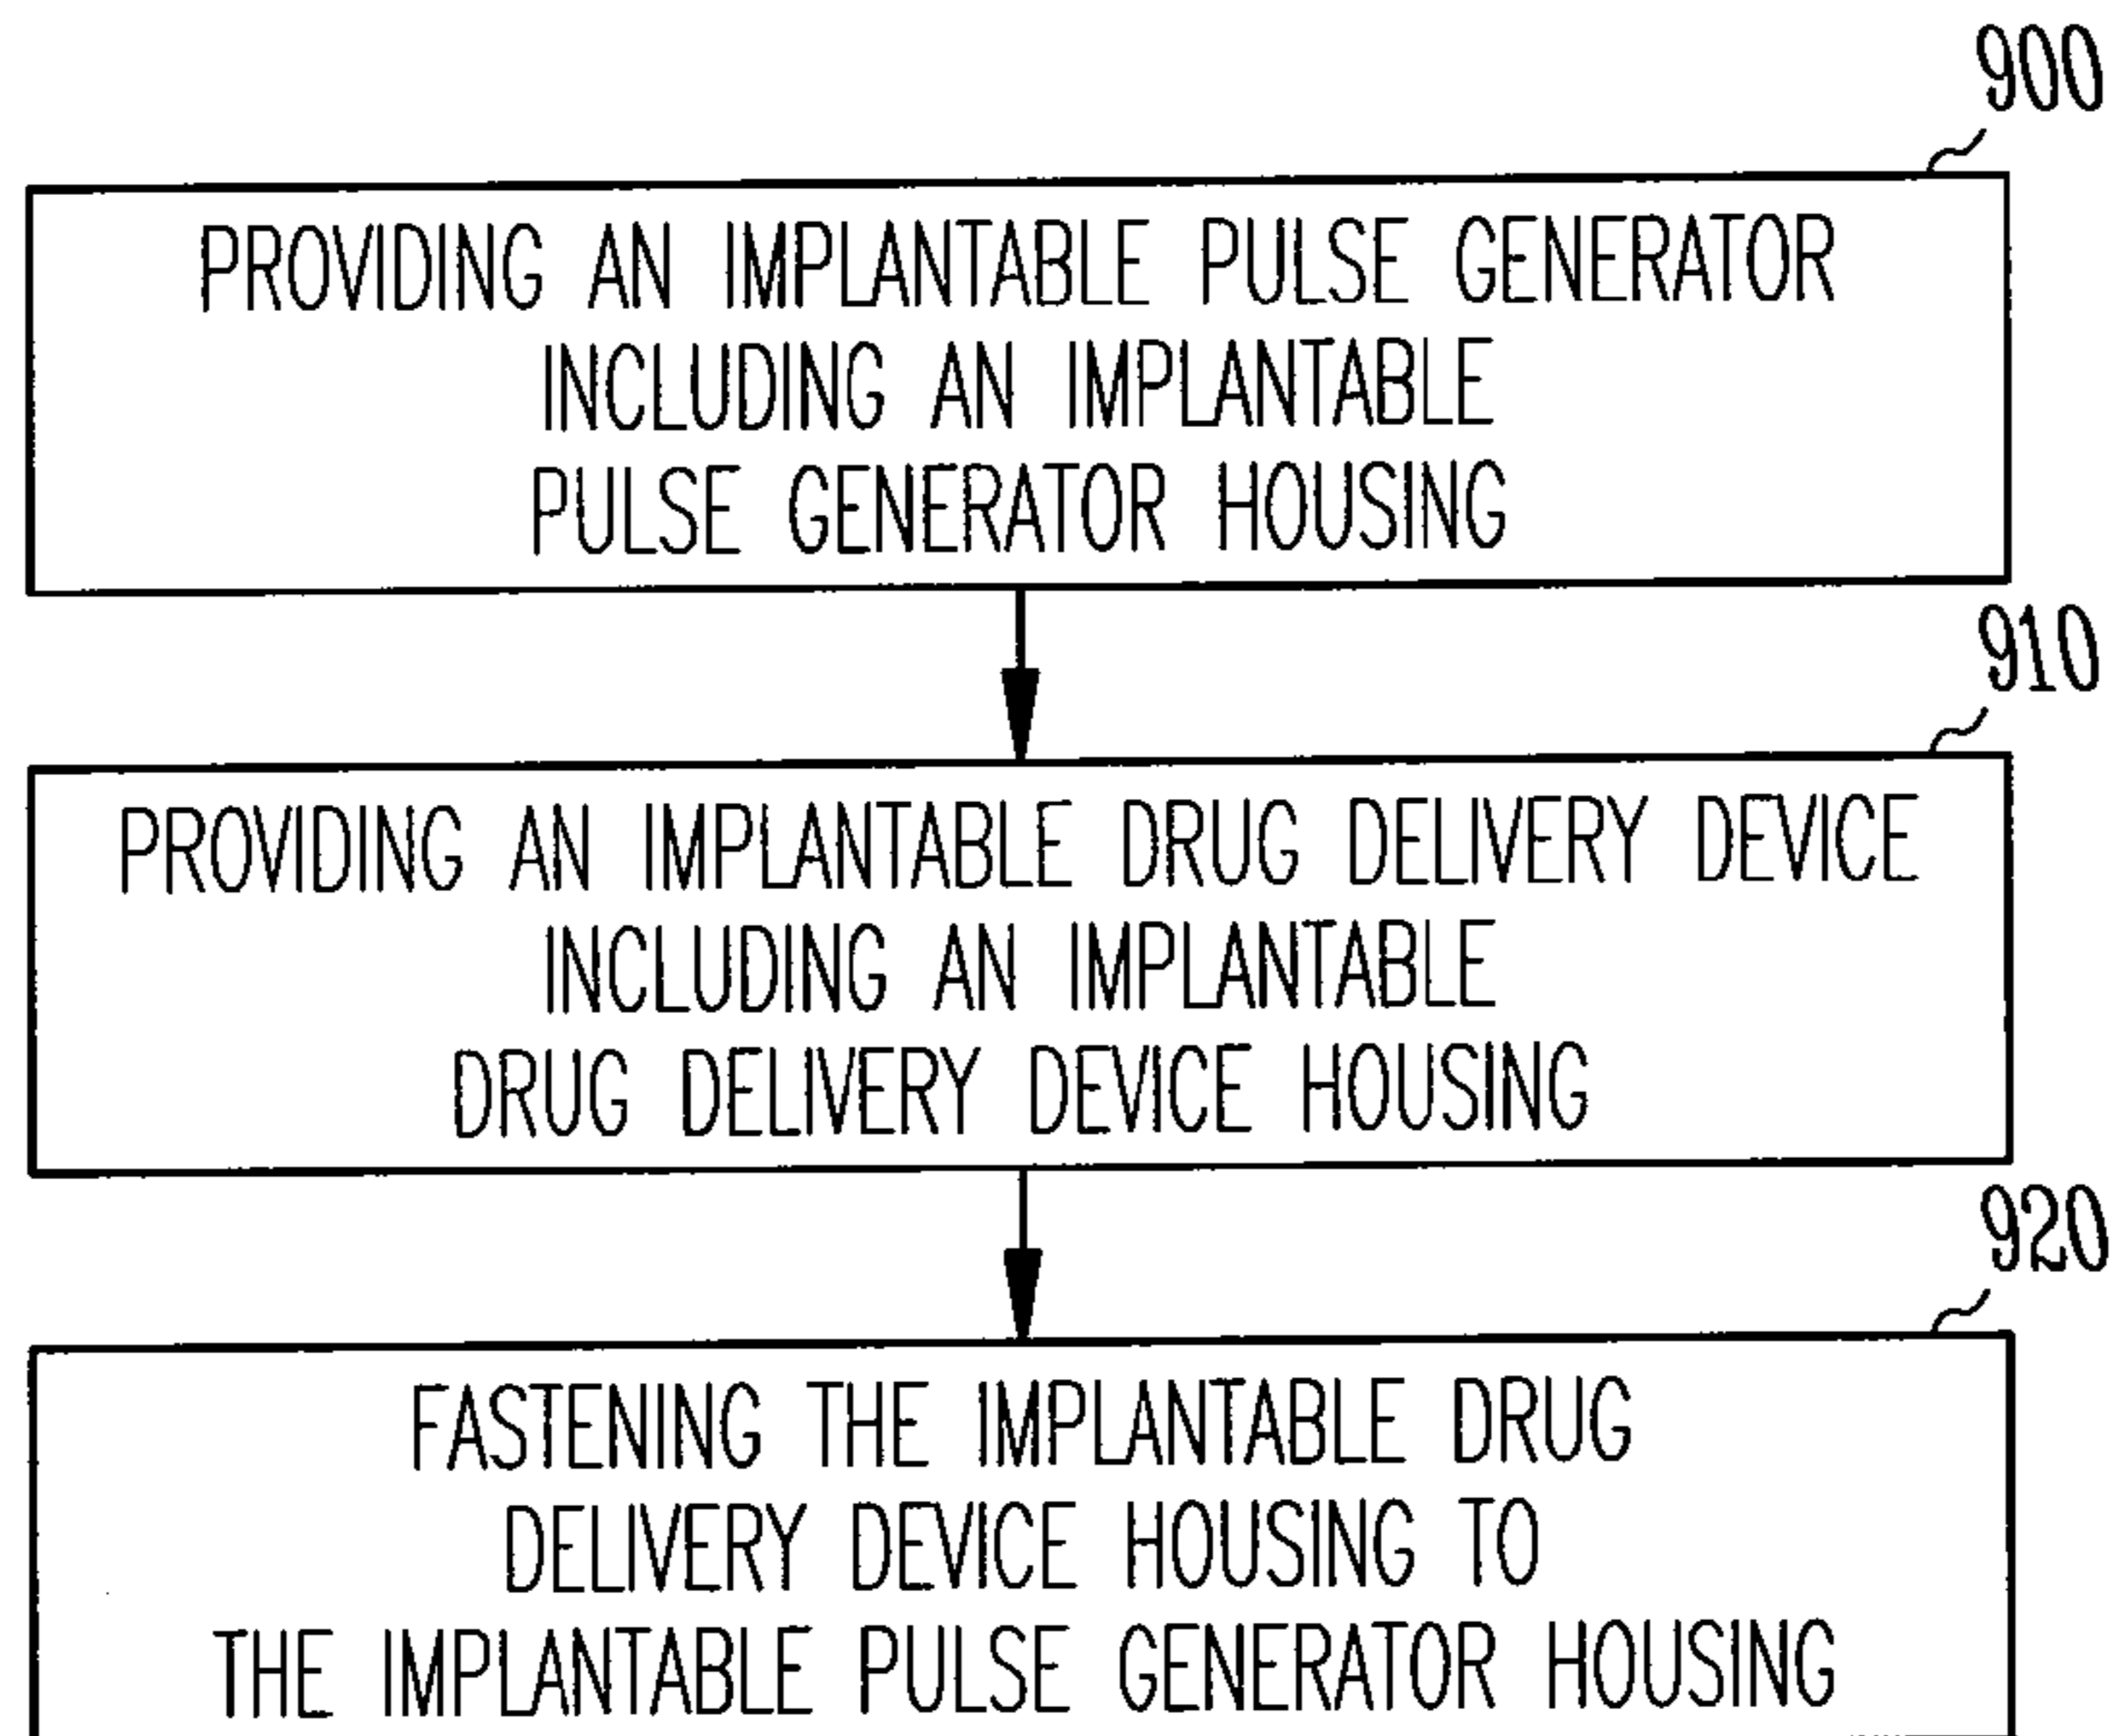 900
PROVIDING AN IMPLANTABLE PULSE GENERATOR
INCLUDING AN IMPLANTABLE
PULSE GENERATOR HOUSING
910
PROVIDING AN IMPLANTABLE DRUG DELIVERY DEVICE
INCLUDING AN IMPLANTABLE
DRUG DELIVERY DEVICE HOUSING
920
FASTENING THE IMPLANTABLE DRUG
DELIVERY DEVICE HOUSING TO
THE IMPLANTABLE PULSE GENERATOR HOUSING